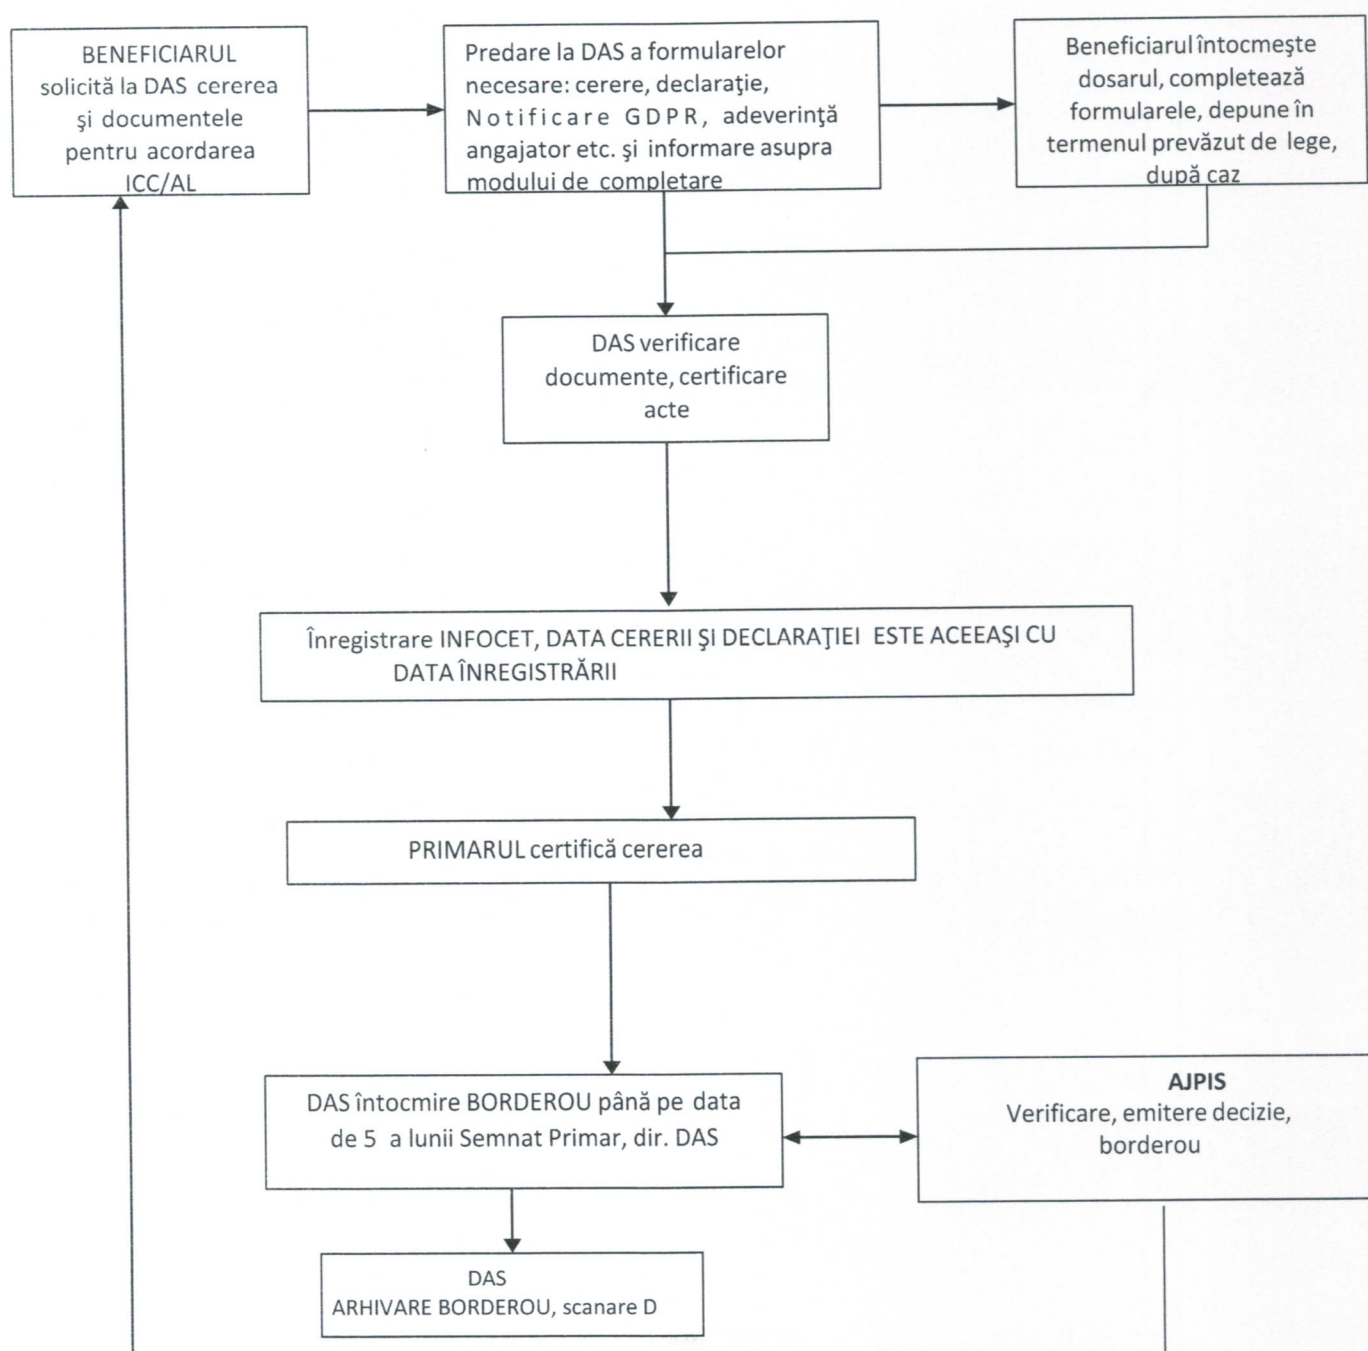 BENEFICIARUL
solicită la DAS cererea
şi documentele
pentru acordarea
ICC/AL
Predare la DAS a formularelor
necesare: cerere, declaraţie,
Notificare GDPR, adeverinţă
angajator etc. şi informare asupra
modului de completare
Beneficiarul întocmeşte
dosarul, completează
formularele, depune în
termenul prevăzut de lege,
după caz
DAS verificare
documente, certificare
acte
Înregistrare INFOCET, DATA CERERII ŞI DECLARAŢIEI ESTE ACEEAŞI CU
DATA ÎNREGISTRĂRII
PRIMARUL certifică cererea
DAS întocmire BORDEROU până pe data
de 5 a lunii Semnat Primar, dir. DAS
AJPIS
Verificare, emitere decizie,
borderou
DAS
ARHIVARE BORDEROU, scanare D